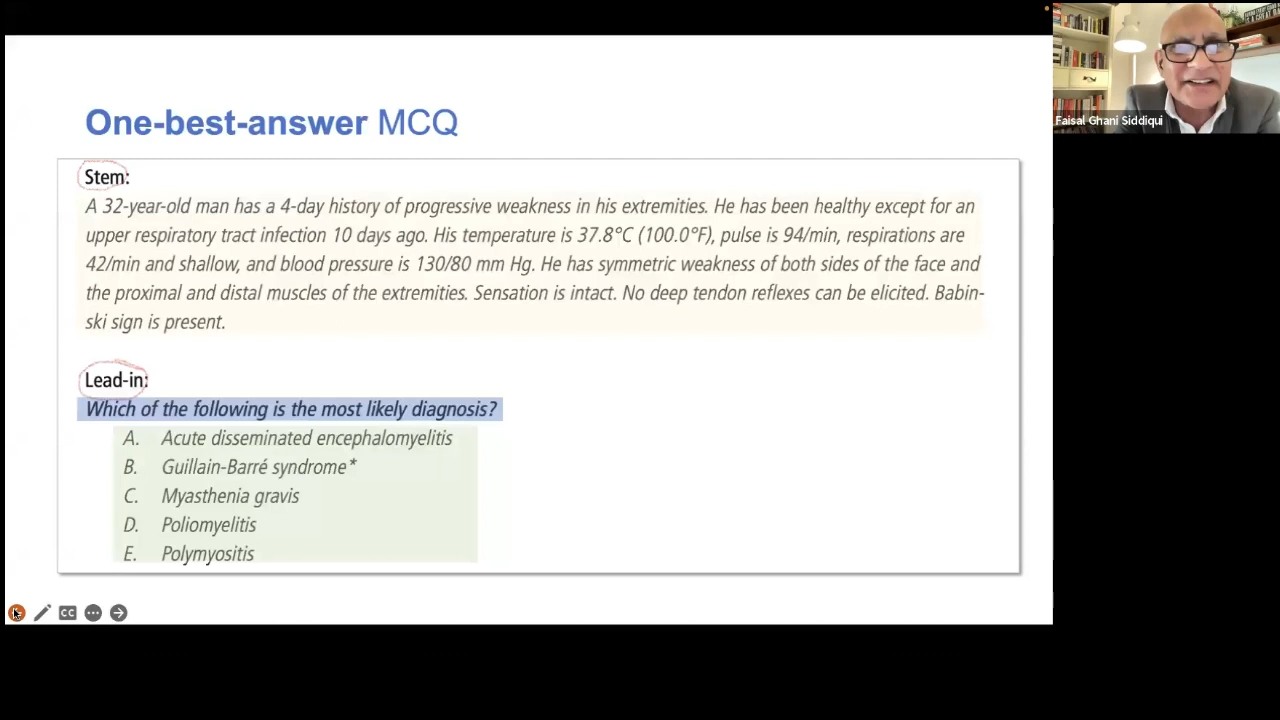 One-best-answer MCQ
Stem:
A 32-year-old man has a 4-day history of progressive weakness in his extremities. He has been healthy except for an
upper respiratory tract infection 10 days ago. His temperature is 37.8°C (100.0°F), pulse is 94/min, respirations are
42/min and shallow, and blood pressure is 130/80 mm Hg. He has symmetric weakness of both sides of the face and
the proximal and distal muscles of the extremities. Sensation is intact. No deep tendon reflexes can be elicited. Babin-
ski sign is present.
Lead-in:
Which of the following is the most likely diagnosis?
A. Acute disseminated encephalomyelitis
B. Guillain-Barré syndrome*
C. Myasthenia gravis
D. Poliomyelitis
E. Polymyositis
CC
Faisal Ghani Siddiqui